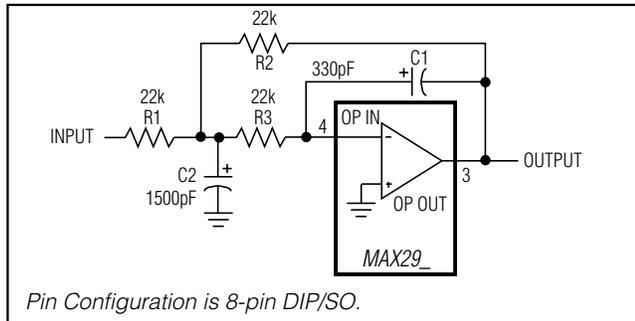 22k
R2
C1
330pF
+
22k
R1
22k
R3
4
OP IN
-
INPUT
OUTPUT
3
C2
+
1500pF
+
OP OUT
MAX29_
Pin Configuration is 8-pin DIP/SO.